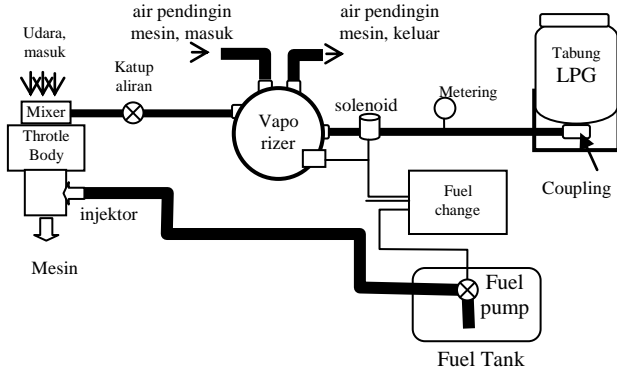 air pendingin
mesin, masuk
air pendingin
mesin, keluar
Udara,
masuk
Katup
aliran
Mixer
Throtle
Body
injektor
Mesin
Vapo
rizer
solenoid
Metering
Tabung
LPG
Coupling
Fuel
change
Fuel
pump
Fuel Tank